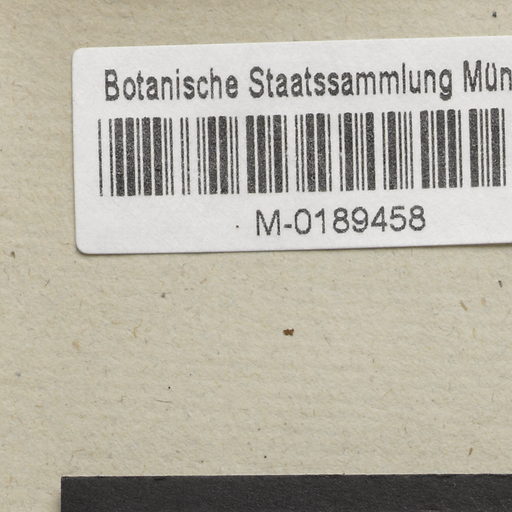 Botanische Staatssammlung Mün
M-0189458